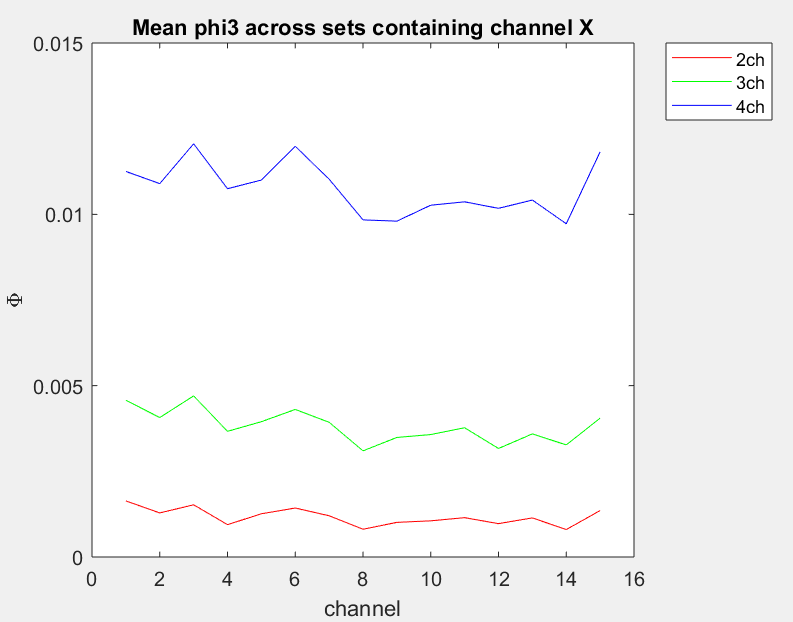 Mean phi3 across sets containing channel X
0.015
0.01
0.005
0
Φ
0 2 4 6 8 10 12 14 16
channel
2ch
3ch
4ch